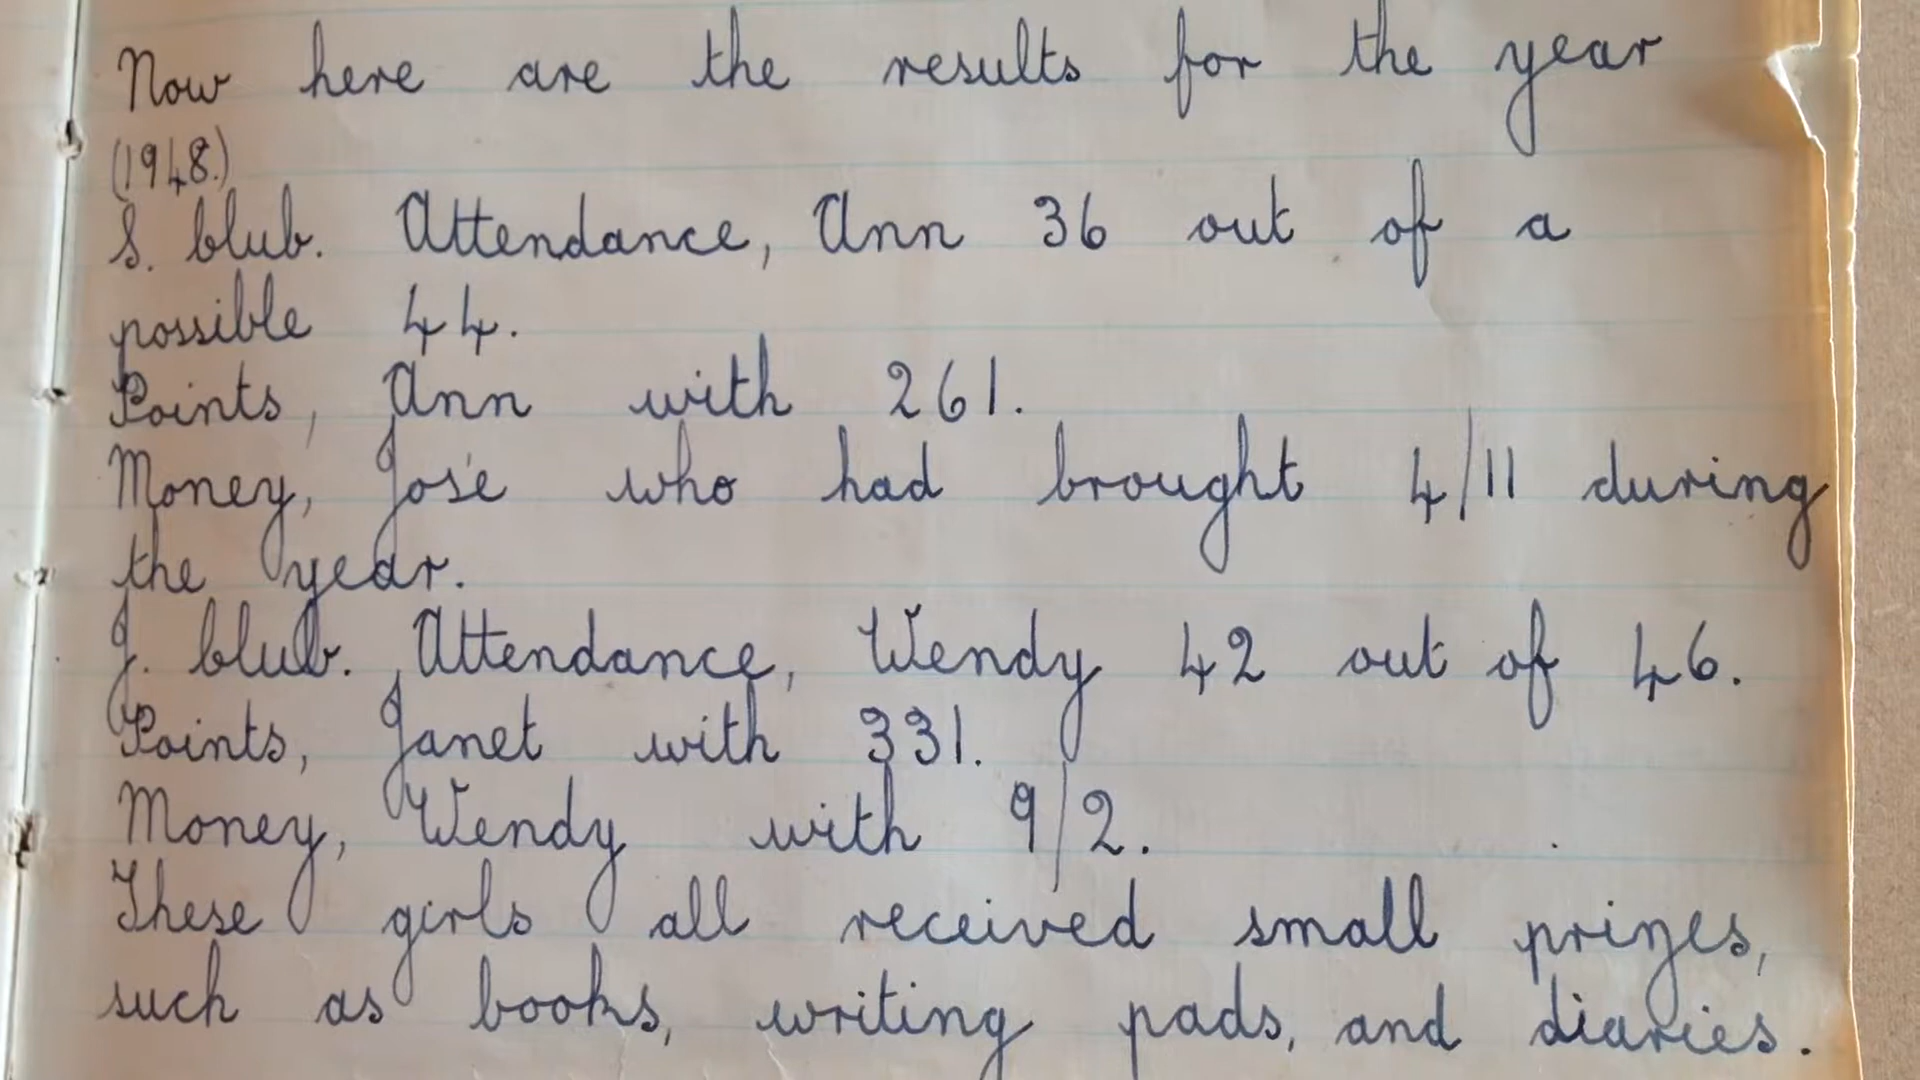 Now here are the results for the year
(1948.)
S. blub. Attendance, Ann 36 out of a
possible 44.
Points, Ann with 261.
Money, José who had brought 4/11 during
the year.
J. blub. Attendance, Wendy 42 out of 46.
Points, Janet with 331.
Money, Wendy with 9/2.
These girls all received small prizes,
such as books, writing pads, and diaries.